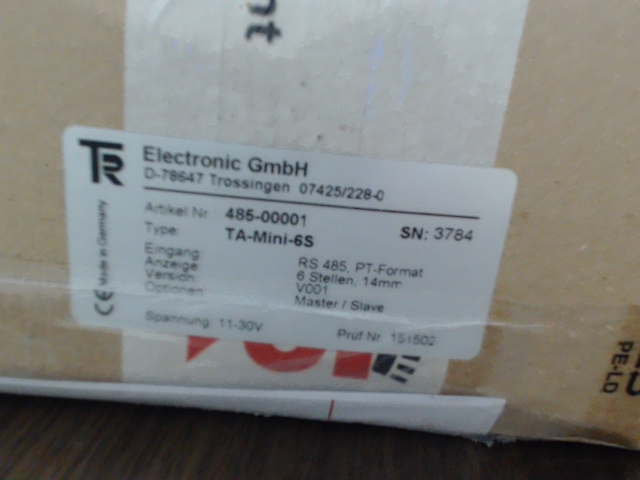 nt
TR Electronic GmbH
D-78647 Trossingen 07425/228-0
Artikel Nr.: 485-00001 SN: 3784
Type: TA-Mini-6S
Eingang: RS 485, PT-Format
Anzeige: 6 Stellen, 14mm
Version: V001
Optionen: Master / Slave
Spannung: 11-30V Prüf Nr. 151502
CE Made in Germany
PE-LD